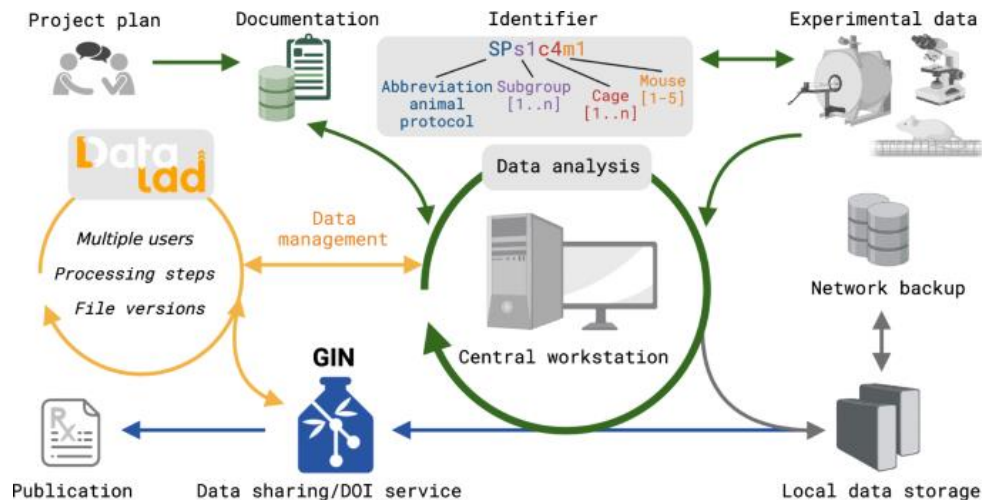 Project plan
Documentation
Identifier
Experimental data
SPs1c4m1
Abbreviation
animal
protocol
Subgroup
[1..n]
Cage
[1..n]
Mouse
[1-5]
DataLad
Data analysis
Multiple users
Processing steps
File versions
Data
management
Central workstation
Network backup
GIN
Rx
Publication
Data sharing/DOI service
Local data storage